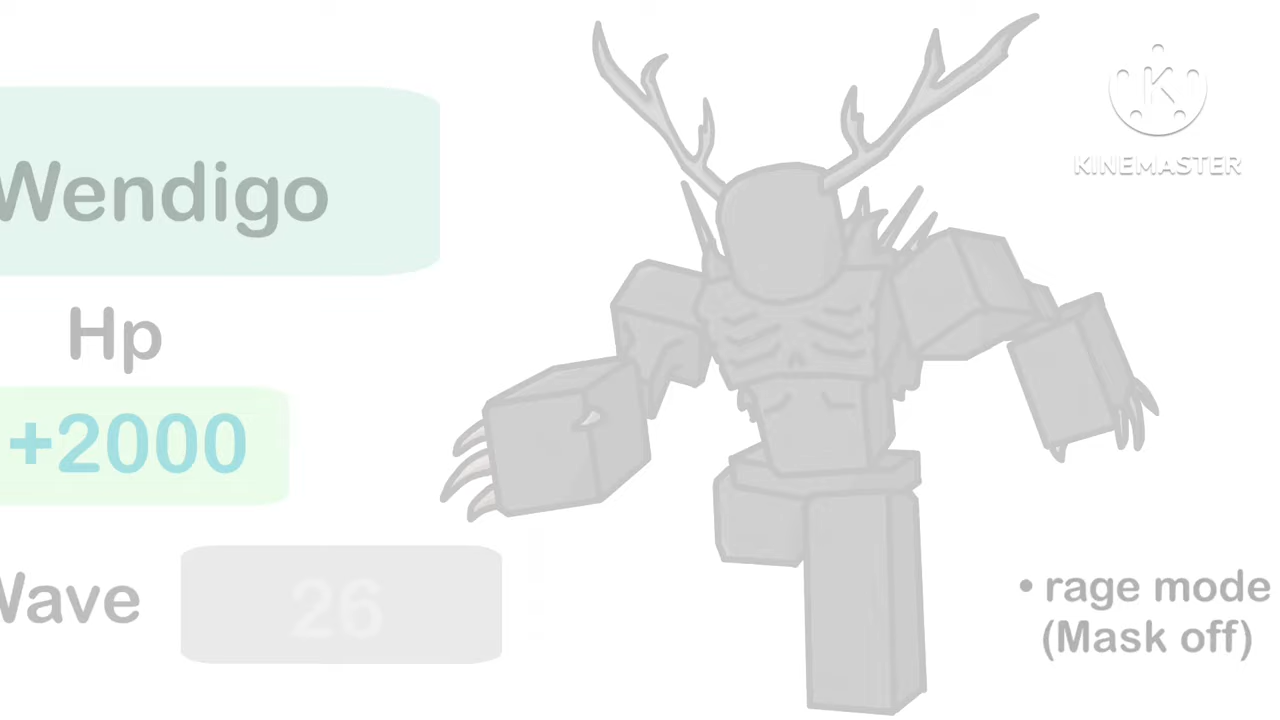 Wendigo
Hp
+2000
Wave 26
• rage mode
(Mask off)
K
KINEMASTER